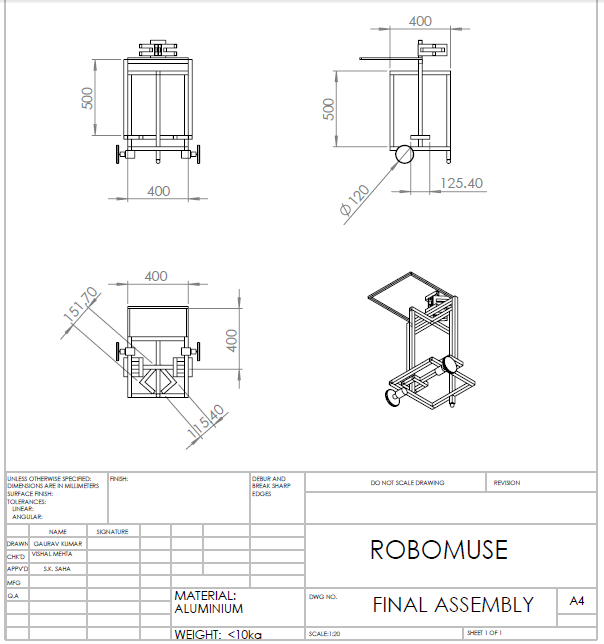 400
500
500
400
125.40
Ø 120
400
151.70
400
115.40
UNLESS OTHERWISE SPECIFIED:
DIMENSIONS ARE IN MILLIMETERS
SURFACE FINISH:
TOLERANCES:
LINEAR:
ANGULAR:
FINISH:
DEBUR AND
BREAK SHARP
EDGES
DO NOT SCALE DRAWING
REVISION
NAME
SIGNATURE
DRAWN GAURAV KUMAR
CHK'D VISHAL MEHTA
APPV'D S.K. SAHA
MFG
Q.A
ROBOMUSE
MATERIAL:
ALUMINIUM
DWG NO.
FINAL ASSEMBLY
A4
WEIGHT: <10kg
SCALE:1:20
SHEET 1 OF 1